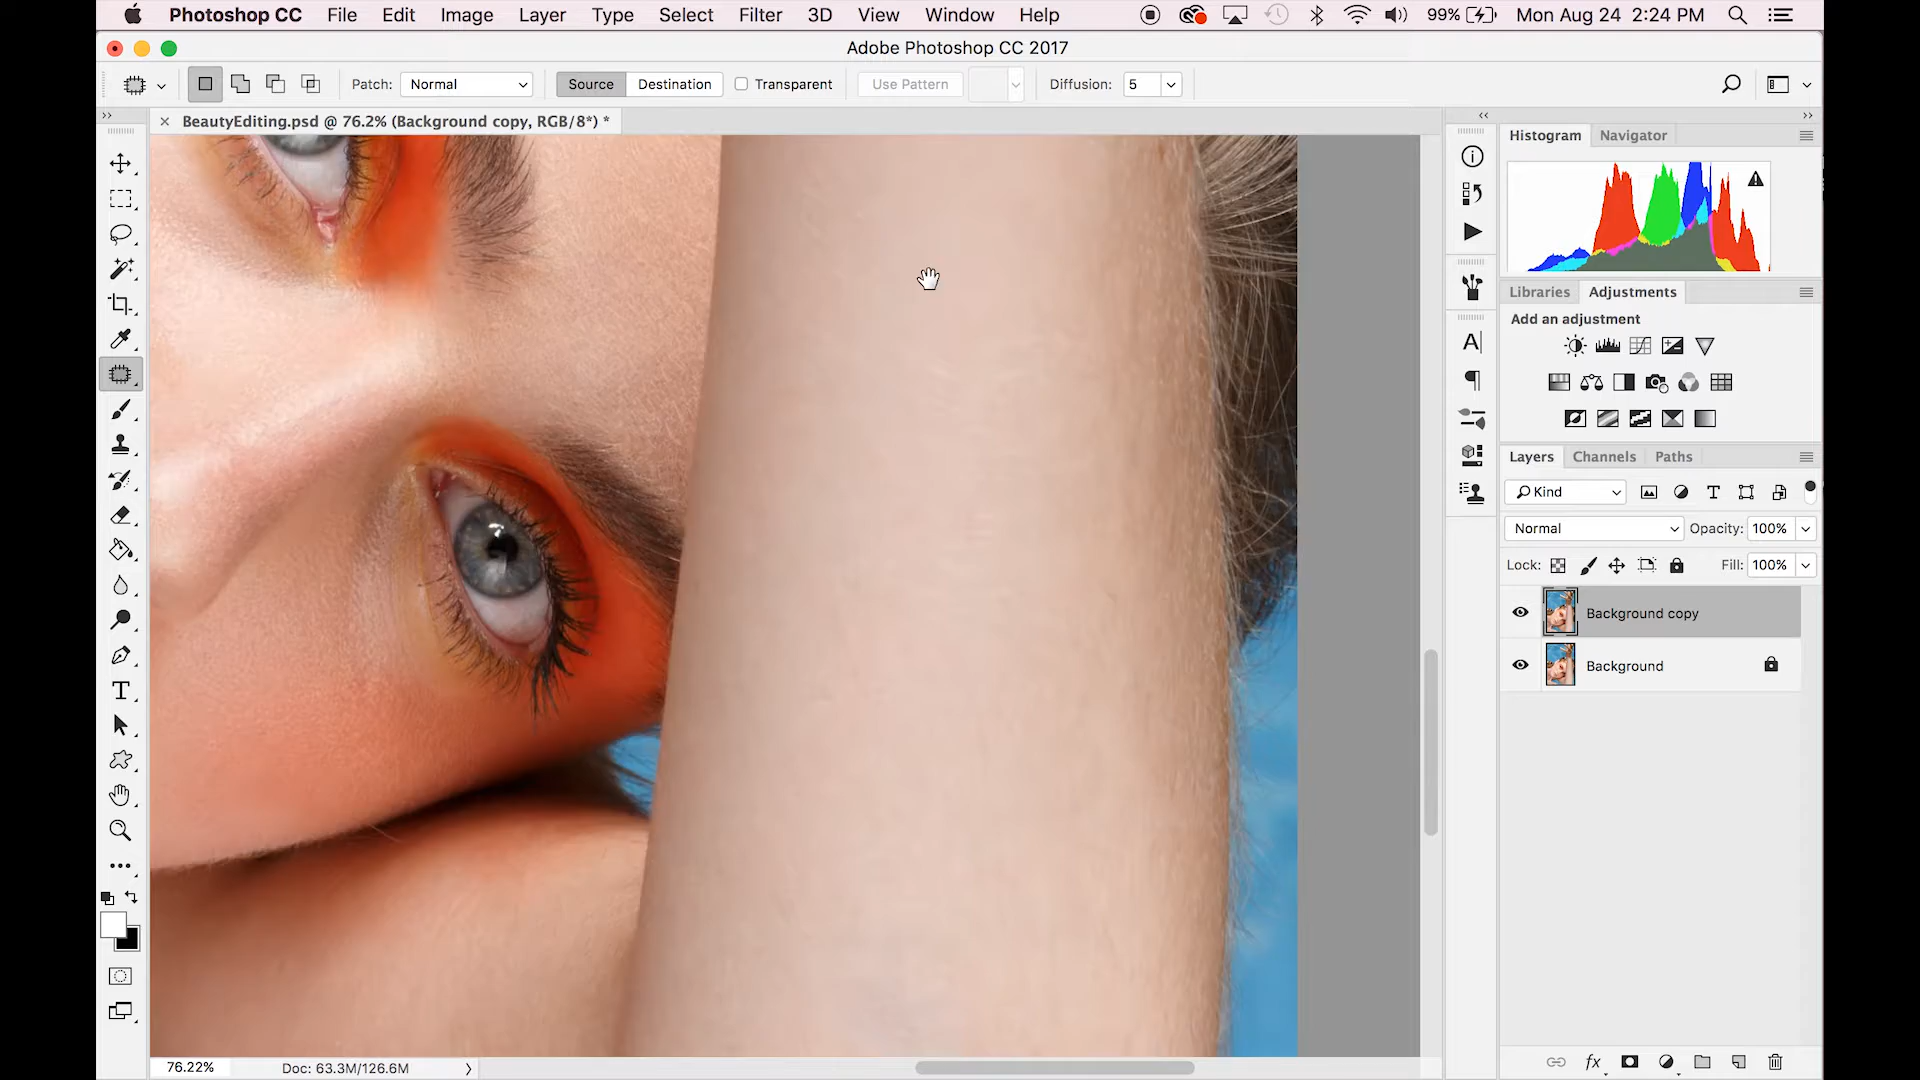 Photoshop CC File Edit Image Layer Type Select Filter 3D View Window Help 99% Mon Aug 24 2:24 PM
Adobe Photoshop CC 2017
Patch: Normal Source Destination Transparent Use Pattern Diffusion: 5
BeautyEditing.psd @ 76.2% (Background copy, RGB/8*) *
Histogram Navigator
Libraries Adjustments
Add an adjustment
Layers Channels Paths
Kind
Normal Opacity: 100%
Lock: Fill: 100%
Background copy
Background
fx
76.22% Doc: 63.3M/126.6M